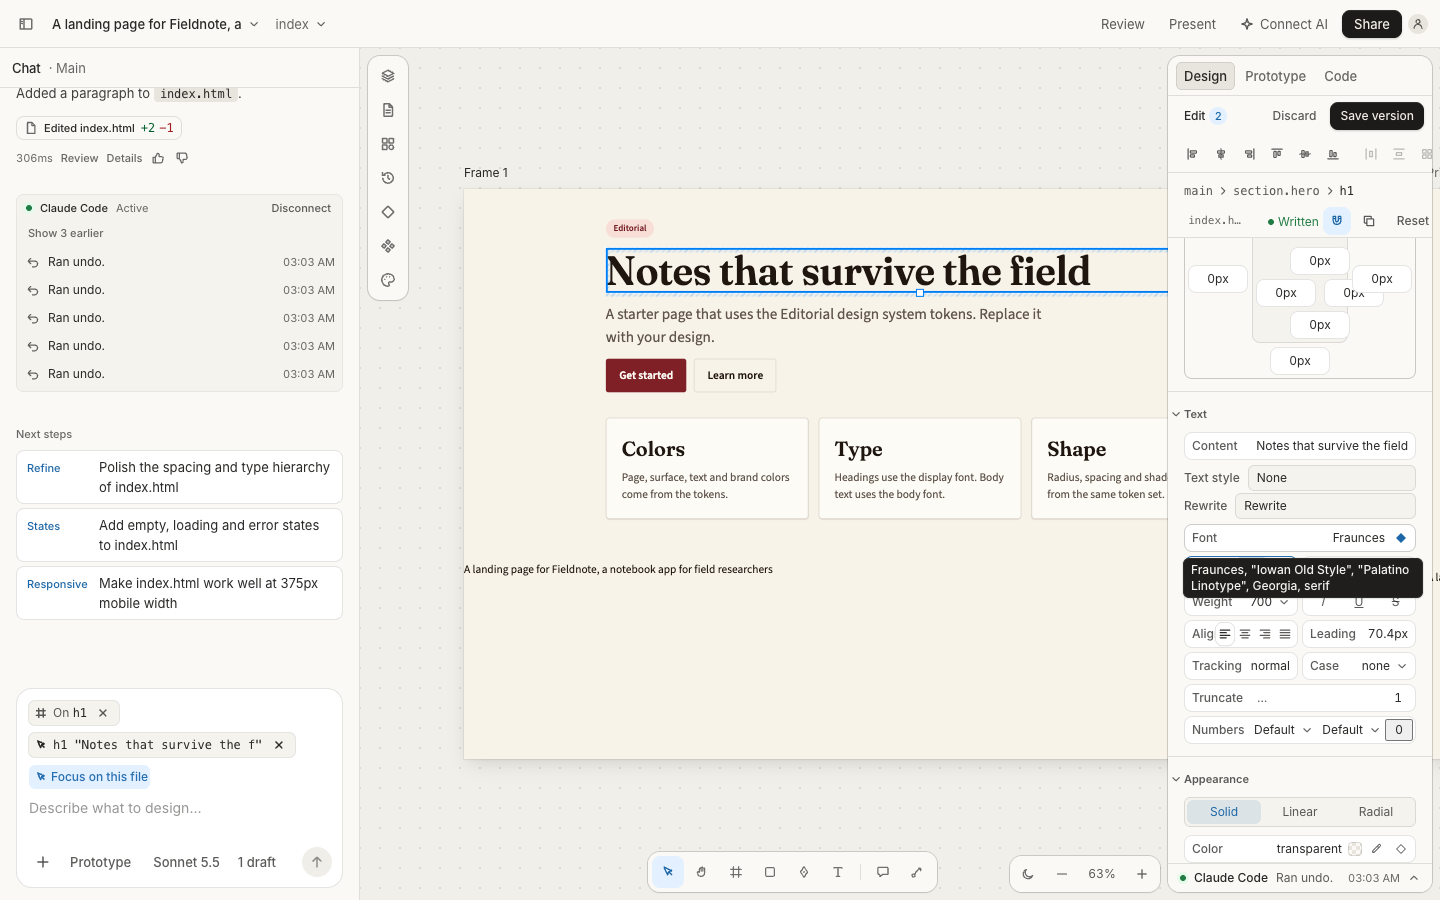 A landing page for Fieldnote, a
index
Review
Present
Connect AI
Share
Chat · Main
Added a paragraph to index.html.
Edited index.html +2 −1
306ms Review Details
Claude Code Active Disconnect
Show 3 earlier
Ran undo. 03:03 AM
Ran undo. 03:03 AM
Ran undo. 03:03 AM
Ran undo. 03:03 AM
Ran undo. 03:03 AM
Next steps
Refine Polish the spacing and type hierarchy
of index.html
States Add empty, loading and error states
to index.html
Responsive Make index.html work well at 375px
mobile width
On h1
h1 "Notes that survive the f"
Focus on this file
Describe what to design...
Prototype Sonnet 5.5 1 draft
Frame 1
Editorial
Notes that survive the field
A starter page that uses the Editorial design system tokens. Replace it
with your design.
Get started Learn more
Colors
Page, surface, text and brand colors
come from the tokens.
Type
Headings use the display font. Body
text uses the body font.
Shape
Radius, spacing and shad
from the same token set.
A landing page for Fieldnote, a notebook app for field researchers
63%
Design Prototype Code
Edit 2 Discard Save version
main > section.hero > h1
index.h… Written Reset
0px
0px 0px 0px 0px
0px
0px
Text
Content Notes that survive the field
Text style None
Rewrite Rewrite
Font Fraunces
Fraunces, "Iowan Old Style", "Palatino
Linotype", Georgia, serif
Weight 700 I U S
Alig Leading 70.4px
Tracking normal Case none
Truncate ... 1
Numbers Default Default 0
Appearance
Solid Linear Radial
Color transparent
Claude Code Ran undo. 03:03 AM